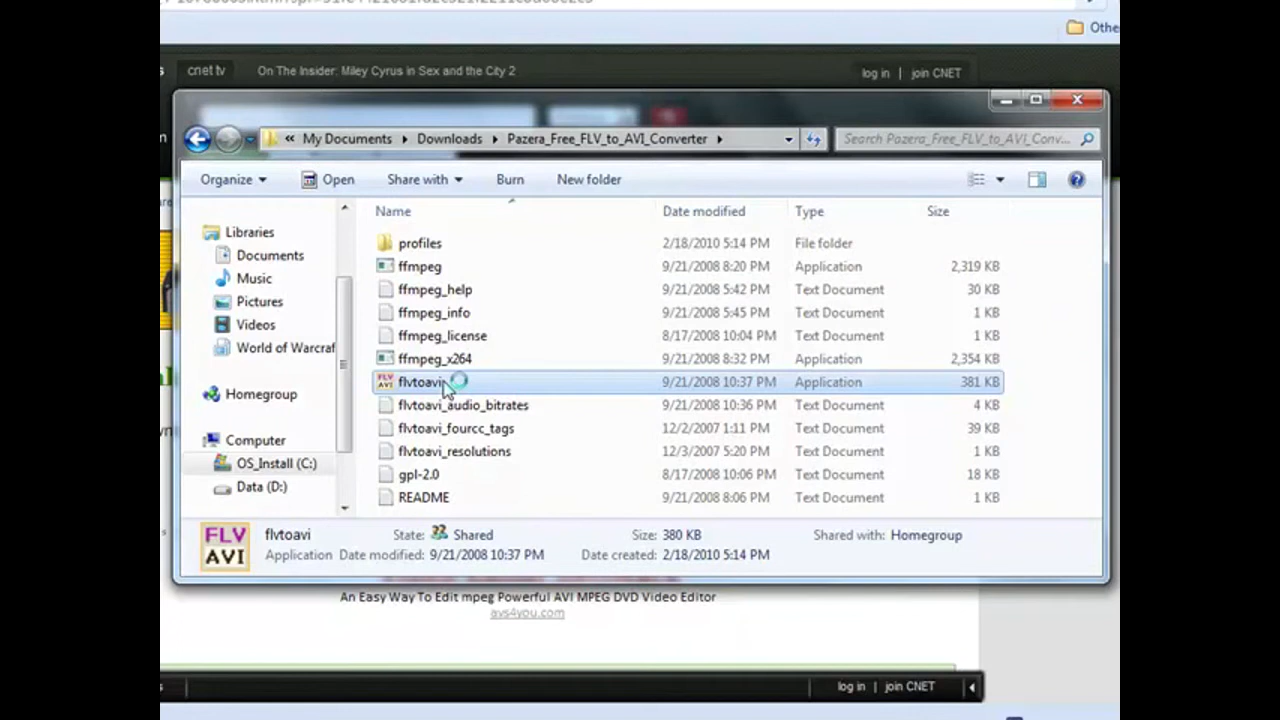 Othe
s cnet tv On The Insider: Miley Cyrus in Sex and the City 2 log in | join CNET
« My Documents Downloads Pazera_Free_FLV_to_AVI_Converter Search Pazera_Free_FLV_to_AVI_Conv...
Organize Open Share with Burn New folder
Name Date modified Type Size
Libraries
Documents
Music
Pictures
Videos
World of Warcraf
Homegroup
Computer
OS_Install (C:)
Data (D:)
profiles 2/18/2010 5:14 PM File folder
ffmpeg 9/21/2008 8:20 PM Application 2,319 KB
ffmpeg_help 9/21/2008 5:42 PM Text Document 30 KB
ffmpeg_info 9/21/2008 5:45 PM Text Document 1 KB
ffmpeg_license 8/17/2008 10:04 PM Text Document 1 KB
ffmpeg_x264 9/21/2008 8:32 PM Application 2,354 KB
flvtoavi 9/21/2008 10:37 PM Application 381 KB
flvtoavi_audio_bitrates 9/21/2008 10:36 PM Text Document 4 KB
flvtoavi_fourcc_tags 12/2/2007 1:11 PM Text Document 39 KB
flvtoavi_resolutions 12/3/2007 5:20 PM Text Document 1 KB
gpl-2.0 8/17/2008 10:06 PM Text Document 18 KB
README 9/21/2008 8:06 PM Text Document 1 KB
FLV AVI
flvtoavi State: Shared Size: 380 KB Shared with: Homegroup
Application Date modified: 9/21/2008 10:37 PM Date created: 2/18/2010 5:14 PM
An Easy Way To Edit mpeg Powerful AVI MPEG DVD Video Editor
avs4you.com
s log in | join CNET